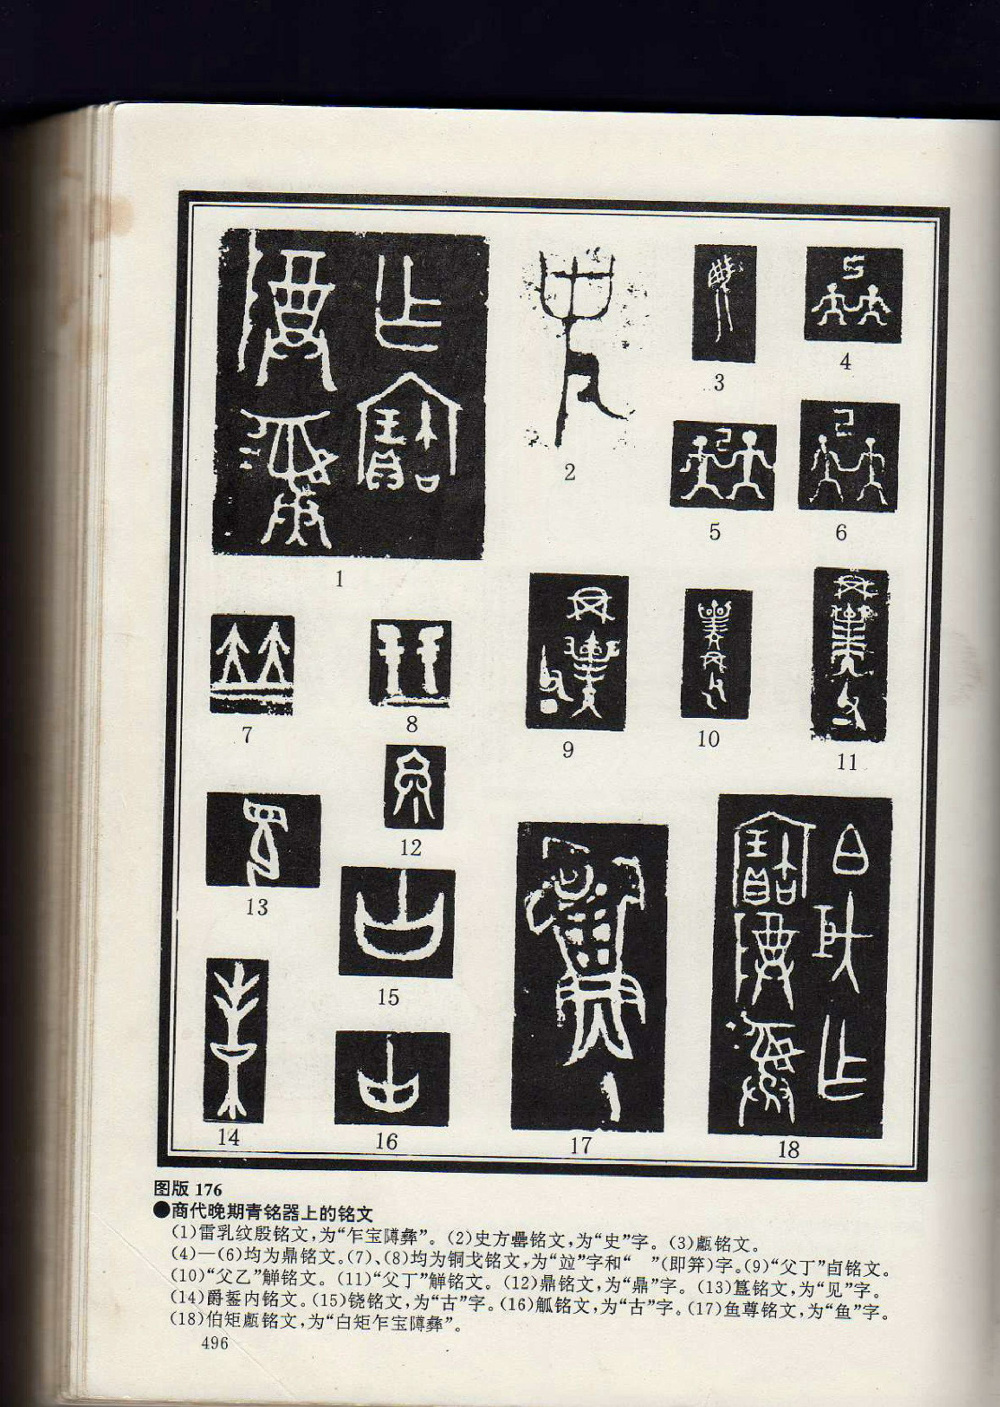 1
2
3
4
5
6
7
8
9
10
11
12
13
14
15
16
17
18
图版 176
●商代晚期青铭器上的铭文
(1)雷乳纹殷铭文,为“乍宝障彝”。(2)史方罍铭文,为“史”字。(3)甗铭文。
(4)—(6)均为鼎铭文。(7)、(8)均为铜戈铭文,为“竝”字和“ ”(即笄)字。(9)“父丁”卣铭文。
(10)“父乙”觯铭文。(11)“父丁”觯铭文。(12)鼎铭文,为“鼎”字。(13)簋铭文,为“见”字。
(14)爵鋬内铭文。(15)铙铭文,为“古”字。(16)觚铭文,为“古”字。(17)鱼尊铭文,为“鱼”字。
(18)伯矩甗铭文,为“白矩乍宝障彝”。
496